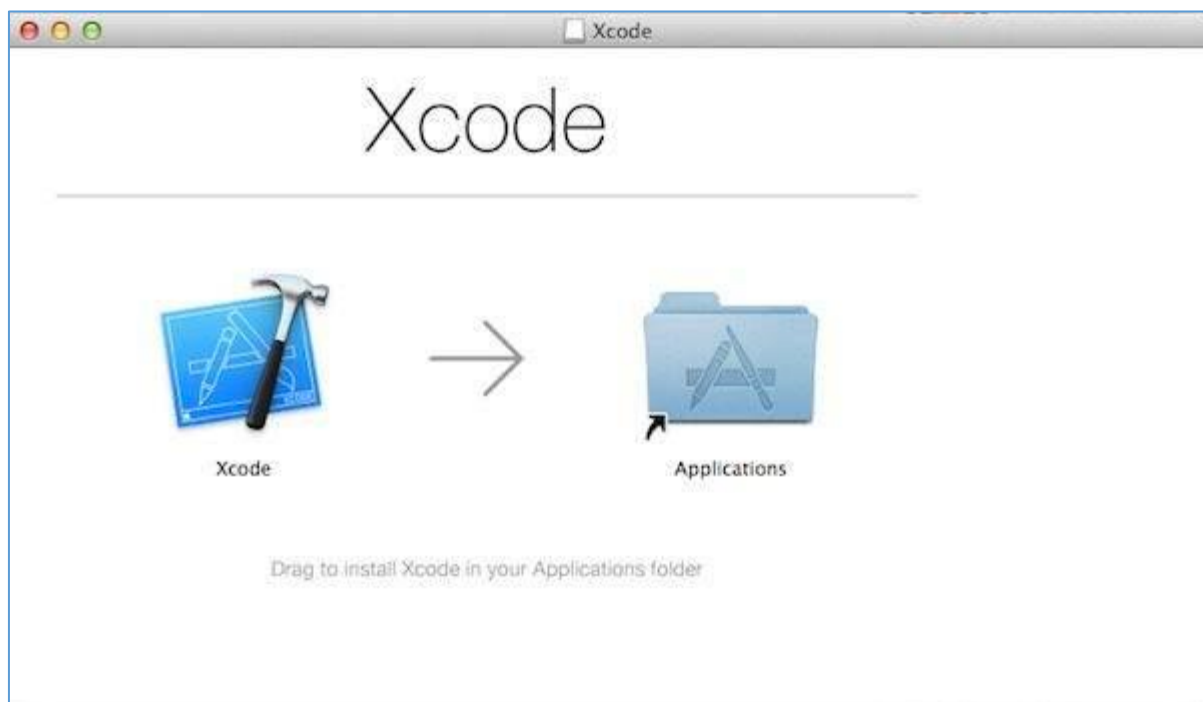 Xcode
Xcode
Xcode
Applications
Drag to install Xcode in your Applications folder